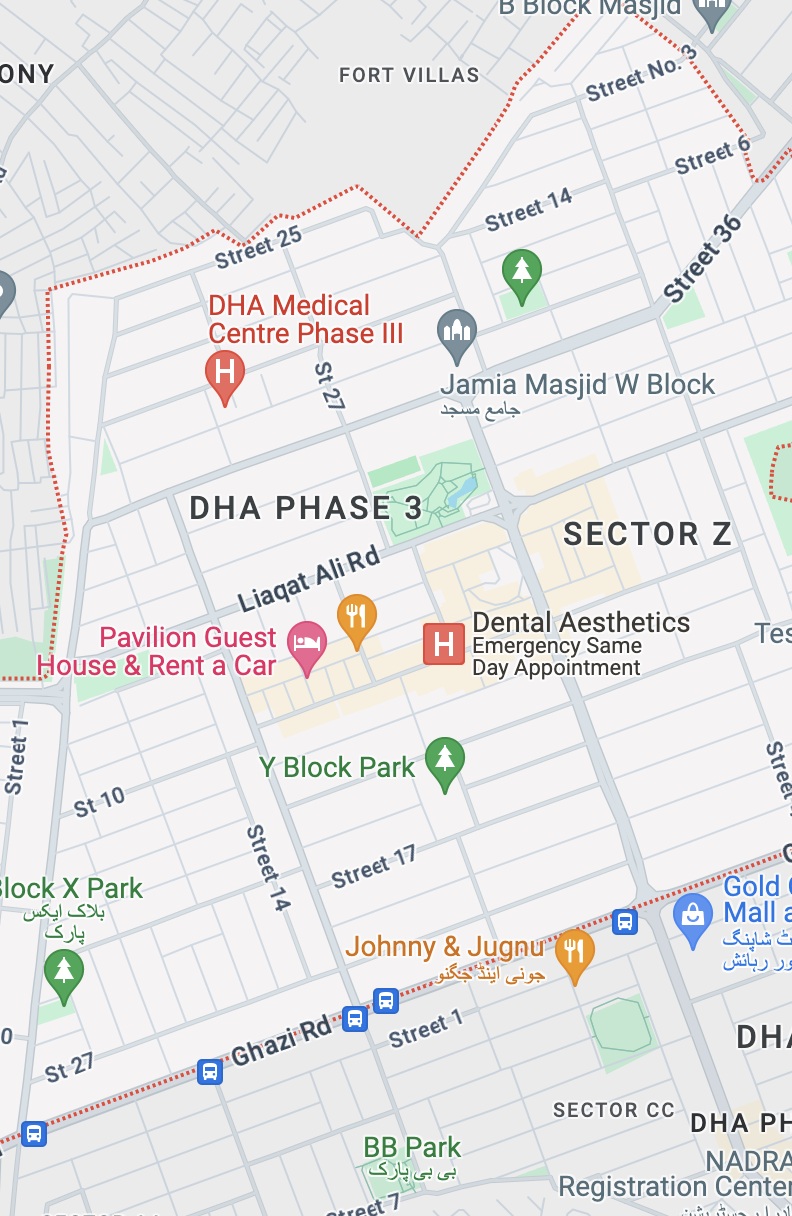 B Block Masjid
ONY
FORT VILLAS
Street No. 3
Street 6
Street 14
Street 25
Street 36
DHA Medical
Centre Phase III
St 27
Jamia Masjid W Block
جامع مسجد
DHA PHASE 3
SECTOR Z
Liaqat Ali Rd
Dental Aesthetics
Emergency Same
Day Appointment
Pavilion Guest
House & Rent a Car
Tes
Street 1
Y Block Park
Street
St 10
Street 14
Street 17
G
Block X Park
بلاک ایکس
پارک
Gold
Mall a
ٹ شاپنگ
ور رہائش
Johnny & Jugnu
جونی اینڈ جگنو
Ghazi Rd
Street 1
0
DHA
St 27
SECTOR CC
DHA PH
BB Park
بی بی پارک
NADRA
Registration Center
Street 7